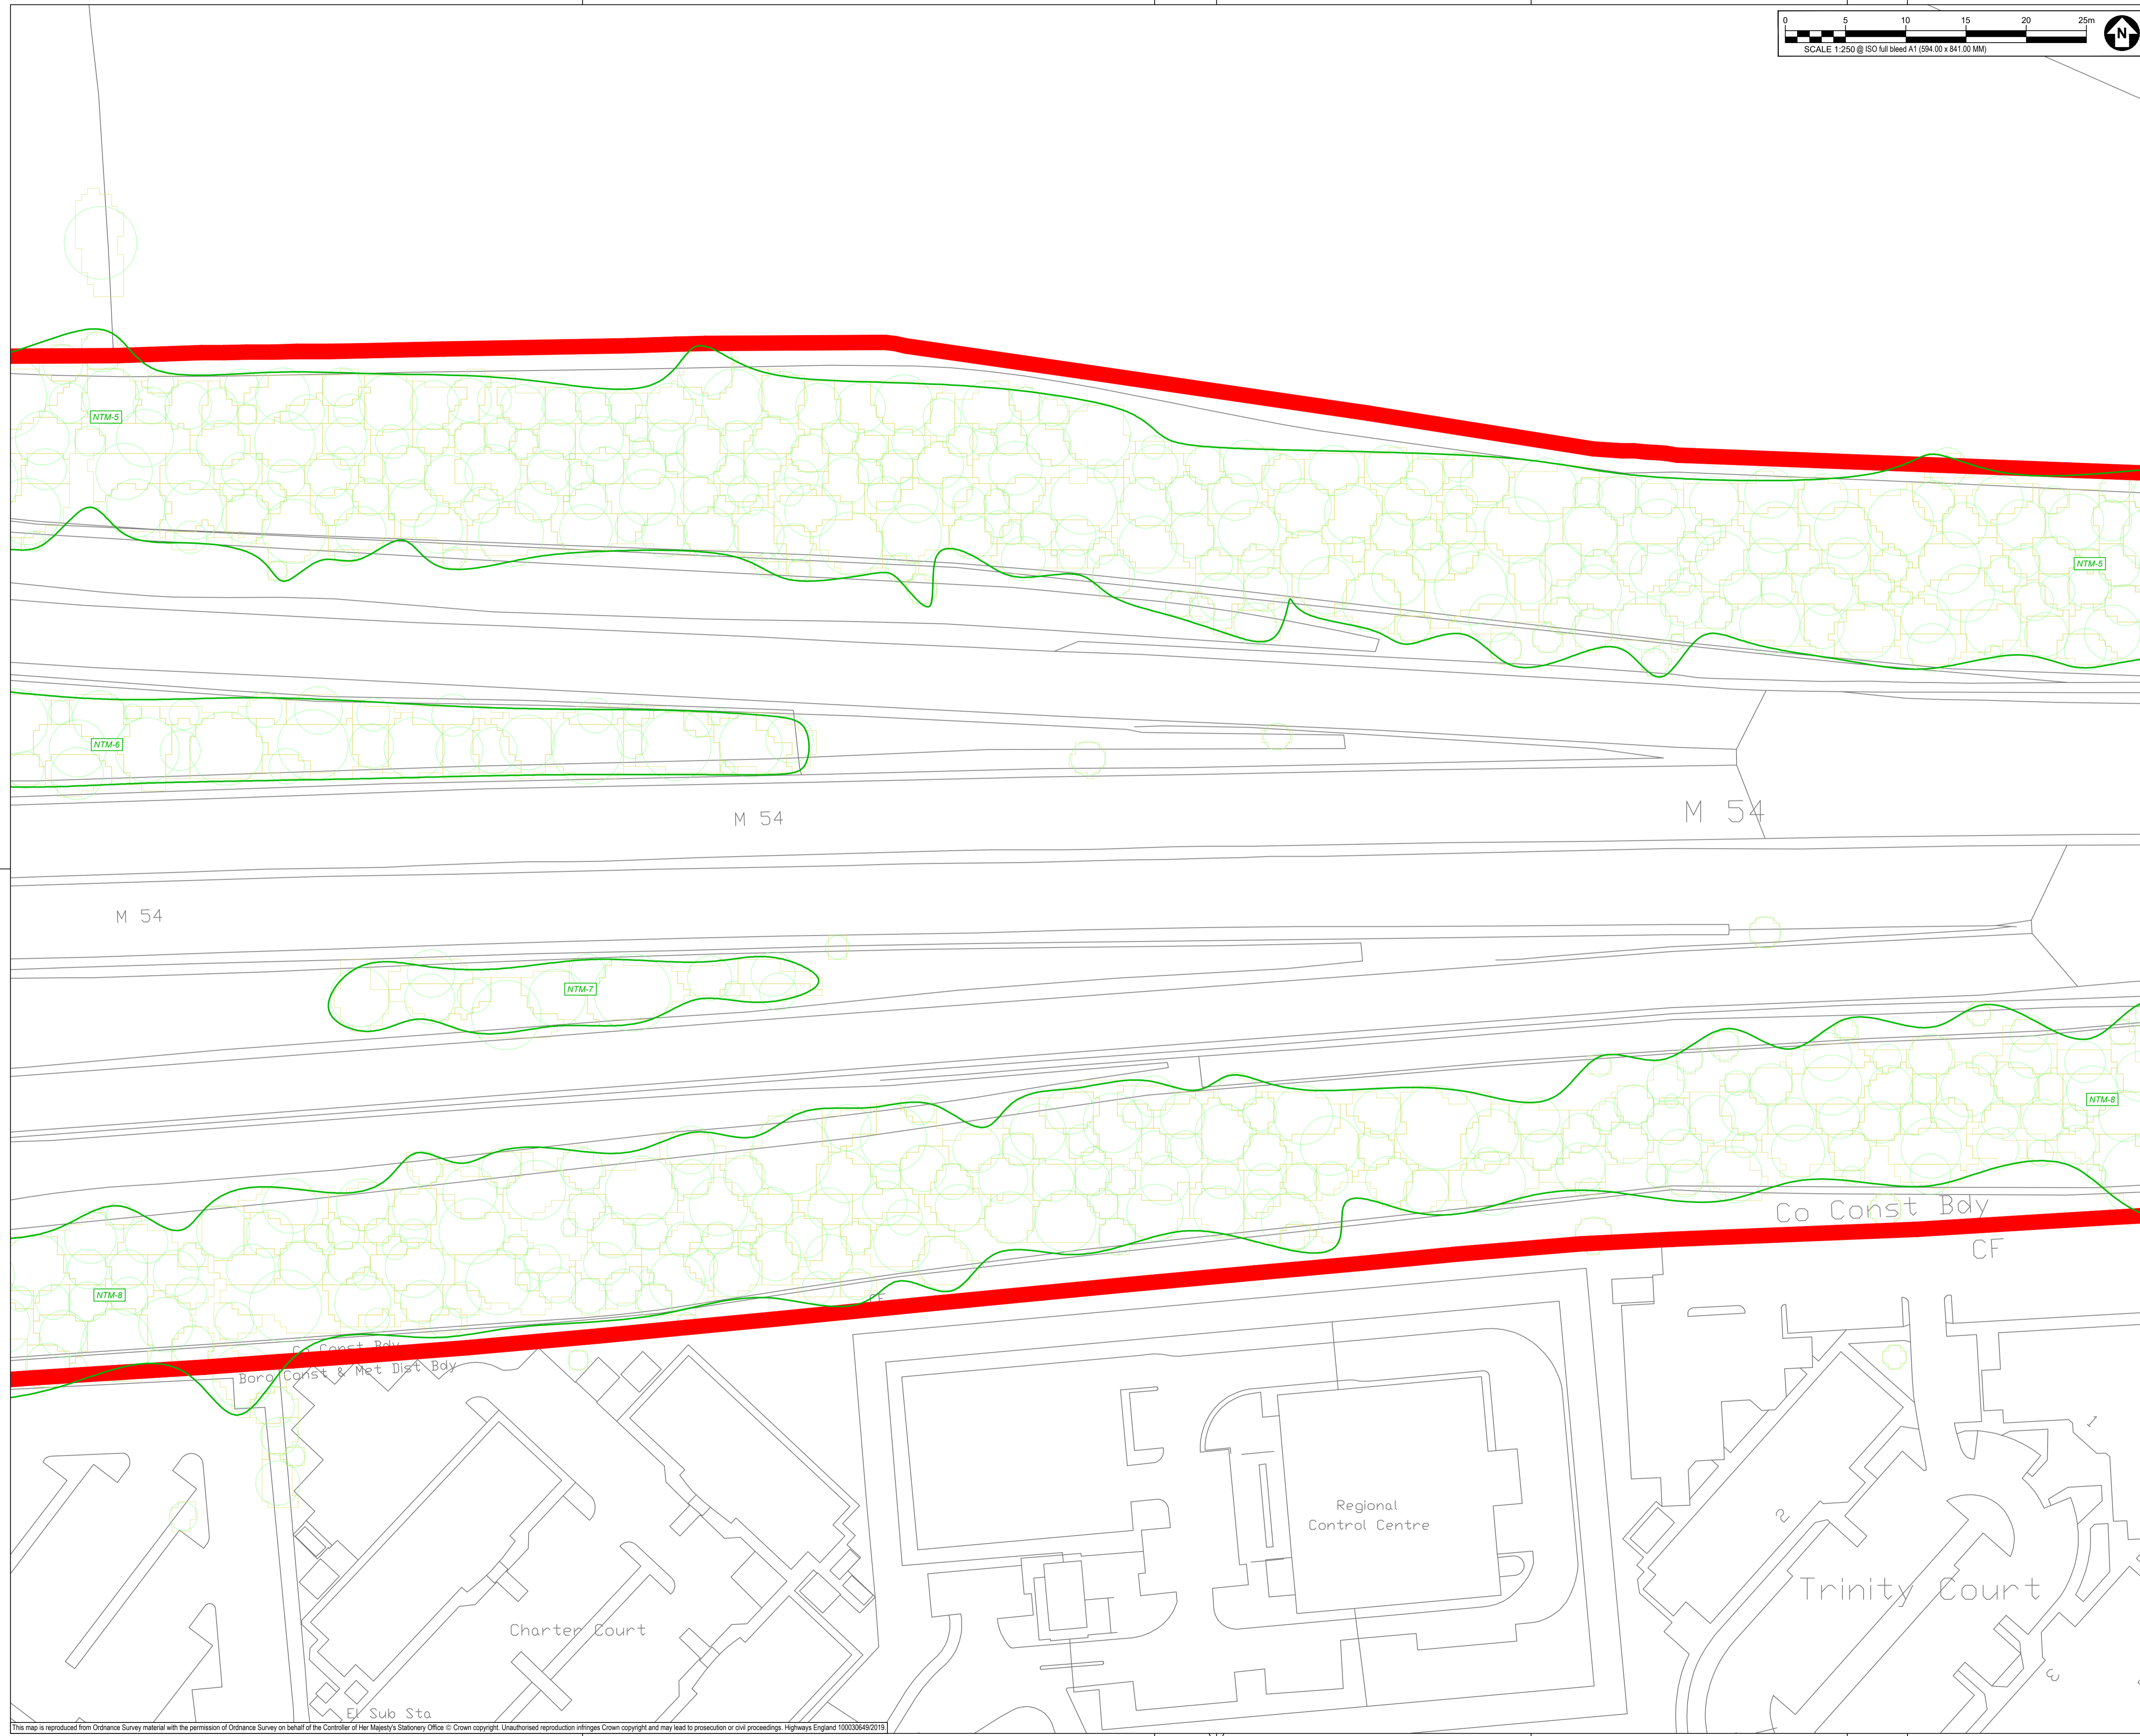 0 5 10 15 20 25m
SCALE 1:250 @ ISO full bleed A1 (594.00 x 841.00 MM)
N
NTM-5
NTM-5
NTM-6
M 54
M 54
M 54
NTM-7
NTM-8
Co Const Bdy
CF
NTM-8
CF
Co Const Bdy
Boro Const & Met Dist Bdy
1
Regional
Control Centre
2
Trinity Court
Charter Court
3
El Sub Sta
This map is reproduced from Ordnance Survey material with the permission of Ordnance Survey on behalf of the Controller of Her Majesty's Stationery Office © Crown copyright. Unauthorised reproduction infringes Crown copyright and may lead to prosecution or civil proceedings. Highways England 100030649/2019.